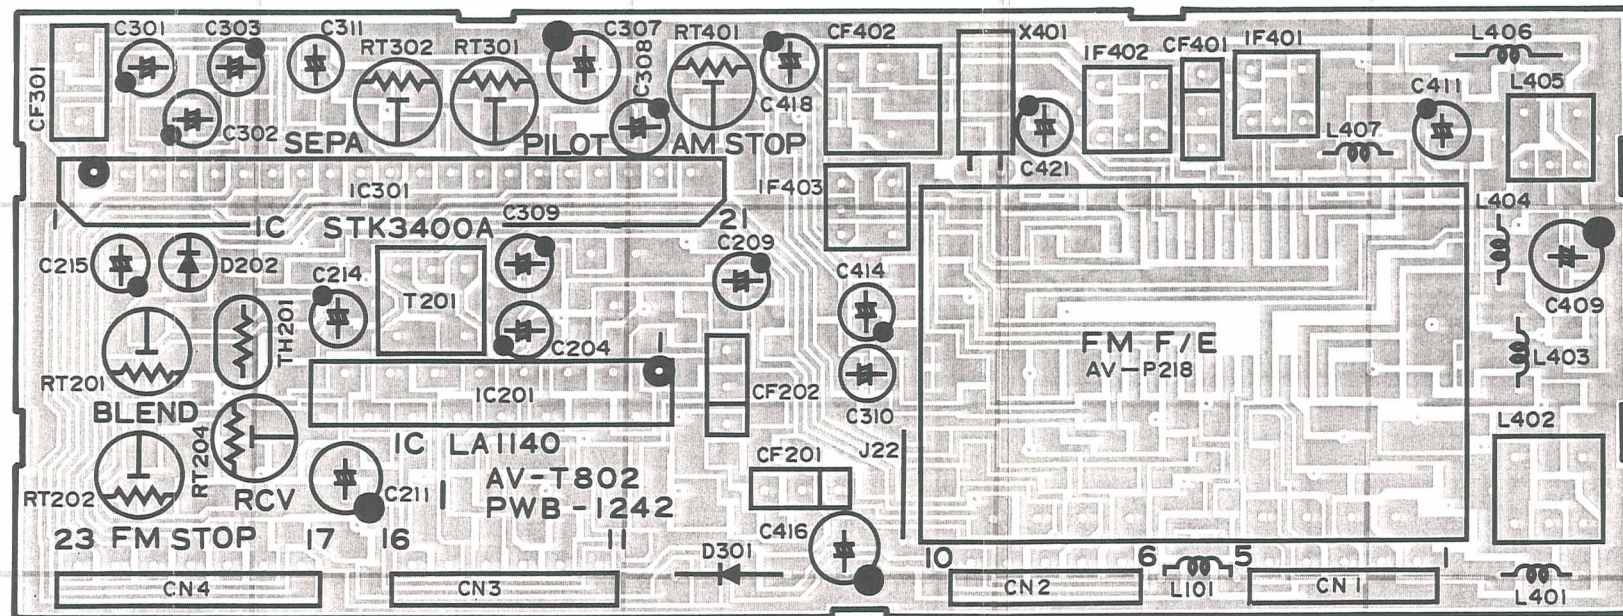 C301 C303 C311 C307 RT401 CF402 X401 L406
RT302 RT301 C308 IF402 CF401 IF401
CF301 C418 C411 L405
C302 SEPA PILOT AM STOP C421 L407
IC301 IF403
1 IC STK3400A C309 21 L404
C215 D202 C214 C209 C414
T201 C409
TH201 C204 1 FM F/E L403
RT201 AV-P218
BLEND IC201 CF202 C310 L402
RT204 IC LA1140 CF201 J22
RT202 RCV C211 AV-T802
PWB-1242
23 FM STOP 17 16 11 C416
D301 10 6 5 1
CN4 CN3 CN2 L101 CN1 L401